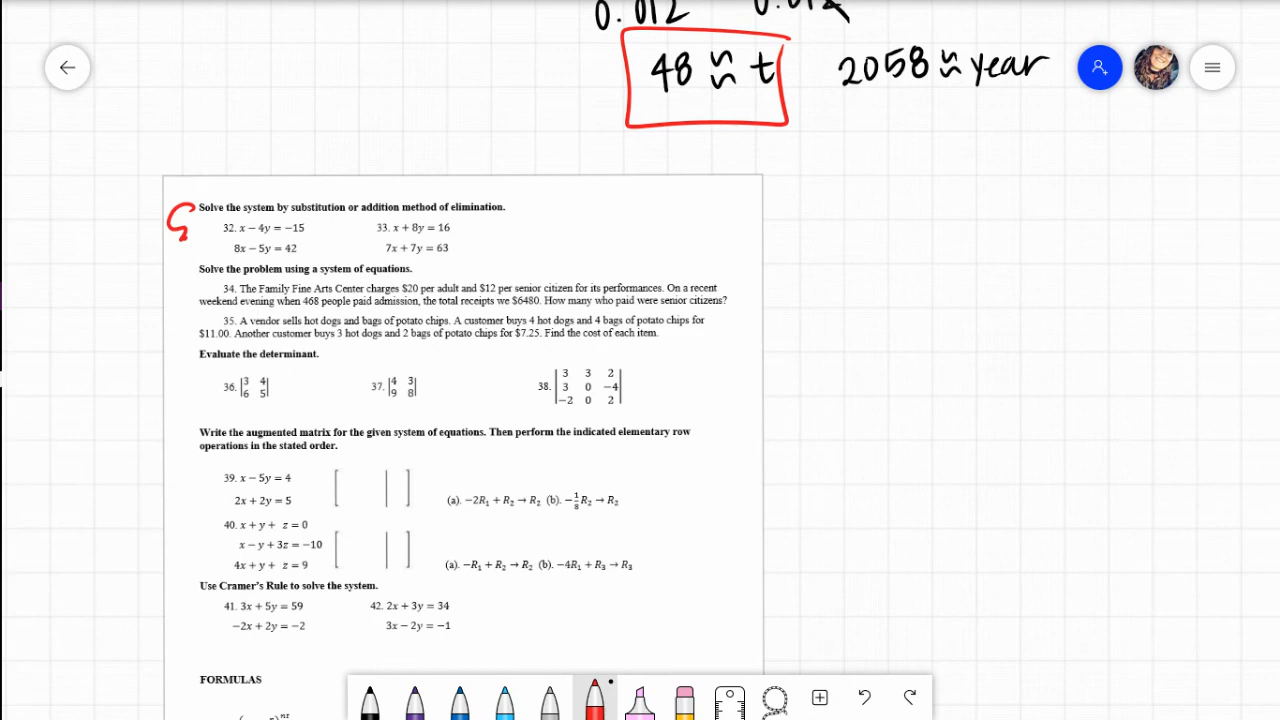 0.012 0.012
48 ≈ t 2058 ≈ year
Solve the system by substitution or addition method of elimination.
32. x − 4y = −15 33. x + 8y = 16
8x − 5y = 42 7x + 7y = 63
Solve the problem using a system of equations.
34. The Family Fine Arts Center charges $20 per adult and $12 per senior citizen for its performances. On a recent
weekend evening when 468 people paid admission, the total receipts we $6480. How many who paid were senior citizens?
35. A vendor sells hot dogs and bags of potato chips. A customer buys 4 hot dogs and 4 bags of potato chips for
$11.00. Another customer buys 3 hot dogs and 2 bags of potato chips for $7.25. Find the cost of each item.
Evaluate the determinant.
36. |3 4| 37. |4 3| 38. |3 3 2|
|6 5| |9 8| |3 0 −4|
|−2 0 2|
Write the augmented matrix for the given system of equations. Then perform the indicated elementary row
operations in the stated order.
39. x − 5y = 4
2x + 2y = 5 (a). −2R₁ + R₂ → R₂ (b). −1/8 R₂ → R₂
40. x + y + z = 0
x − y + 3z = −10
4x + y + z = 9 (a). −R₁ + R₂ → R₂ (b). −4R₁ + R₃ → R₃
Use Cramer's Rule to solve the system.
41. 3x + 5y = 59 42. 2x + 3y = 34
−2x + 2y = −2 3x − 2y = −1
FORMULAS